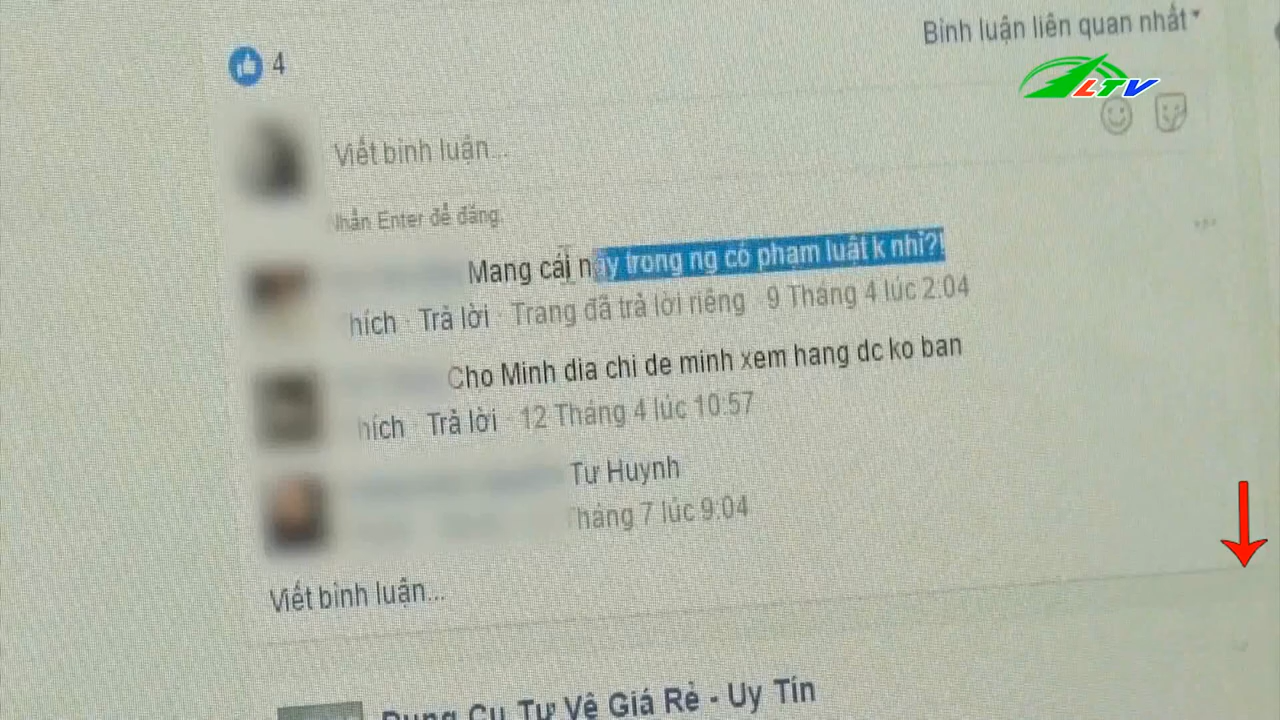 Bình luận liên quan nhất
LTV
4
Viết bình luận...
Nhấn Enter để đăng.
Mang cái này trong ng có phạm luật k nhỉ?!
hích · Trả lời · Trang đã trả lời riêng · 9 Tháng 4 lúc 2:04
Cho Minh dia chi de minh xem hang dc ko ban
hích · Trả lời · 12 Tháng 4 lúc 10:57
Tư Huynh
Tháng 7 lúc 9:04
Viết bình luận...
Dụng Cụ Tự Vệ Giá Rẻ - Uy Tín